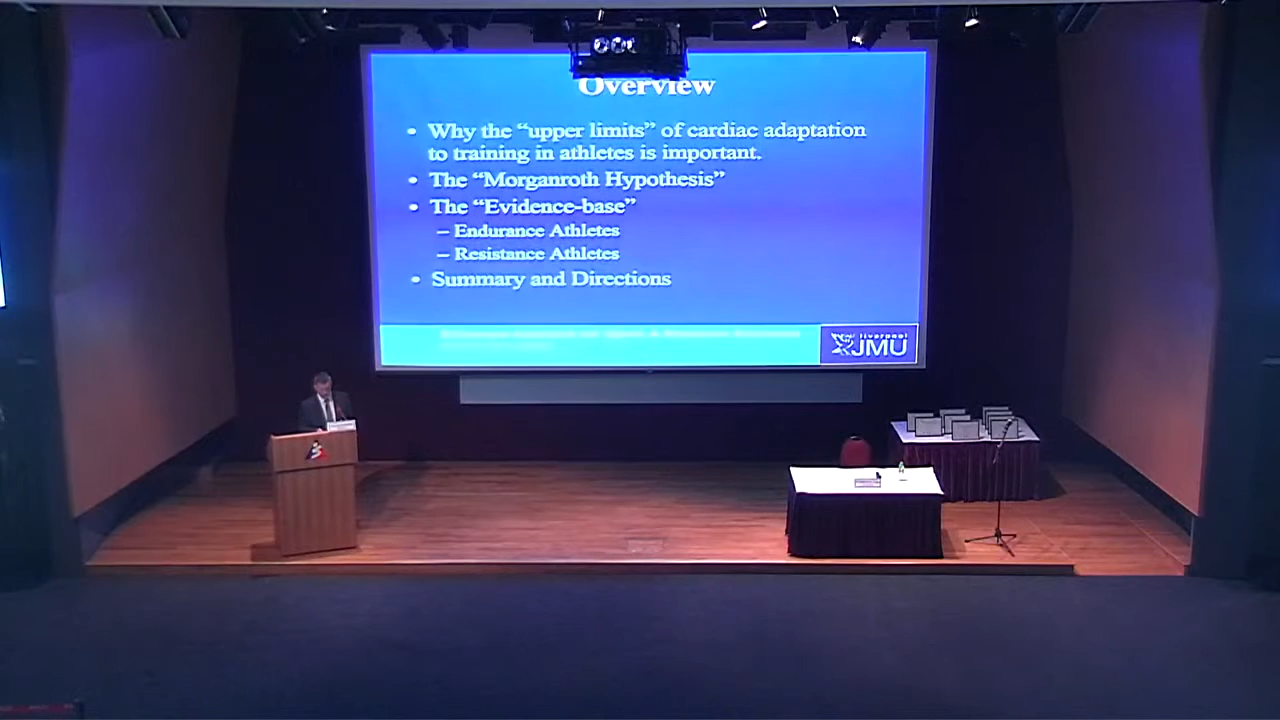 Overview
• Why the “upper limits” of cardiac adaptation
to training in athletes is important.
• The “Morganroth Hypothesis”
• The “Evidence-base”
– Endurance Athletes
– Resistance Athletes
• Summary and Directions
liverpool
JMU